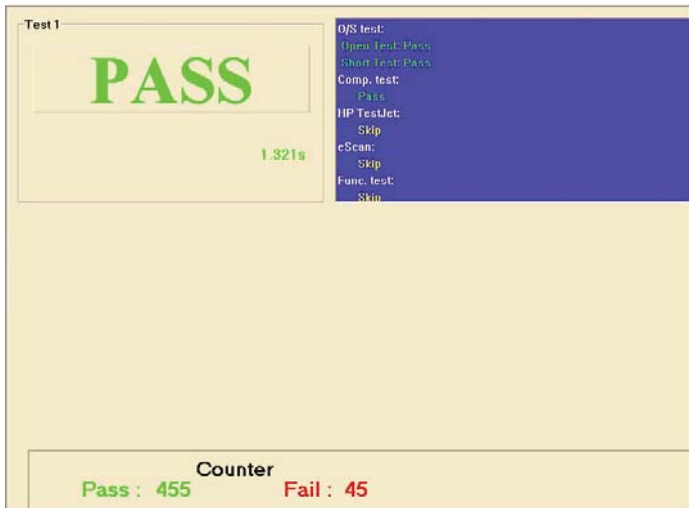 Test 1
PASS
1.321s
O/S test:
Open Test: Pass
Short Test: Pass
Comp. test:
Pass
HP TestJet:
Skip
eScan:
Skip
Func. test:
Skip
Counter
Pass : 455 Fail : 45